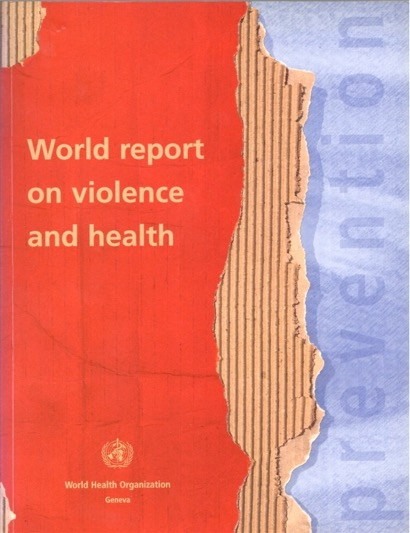 World report
on violence
and health
prevention
World Health Organization
Geneva